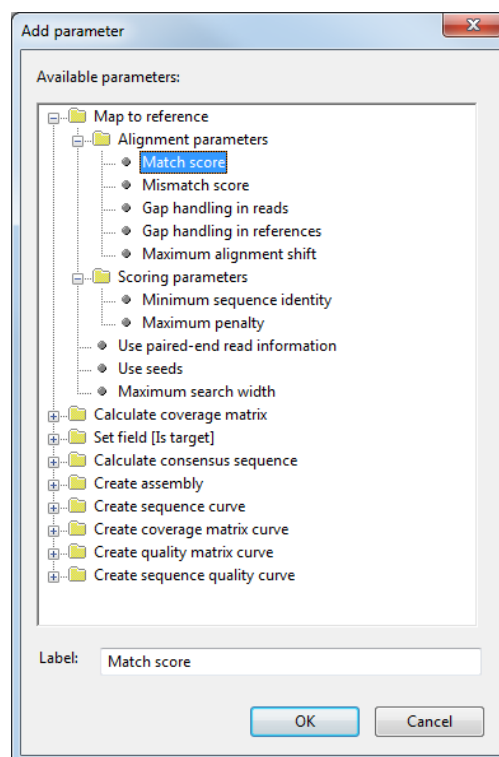 Add parameter
Available parameters:
Map to reference
Alignment parameters
Match score
Mismatch score
Gap handling in reads
Gap handling in references
Maximum alignment shift
Scoring parameters
Minimum sequence identity
Maximum penalty
Use paired-end read information
Use seeds
Maximum search width
Calculate coverage matrix
Set field [Is target]
Calculate consensus sequence
Create assembly
Create sequence curve
Create coverage matrix curve
Create quality matrix curve
Create sequence quality curve
Label: Match score
OK Cancel